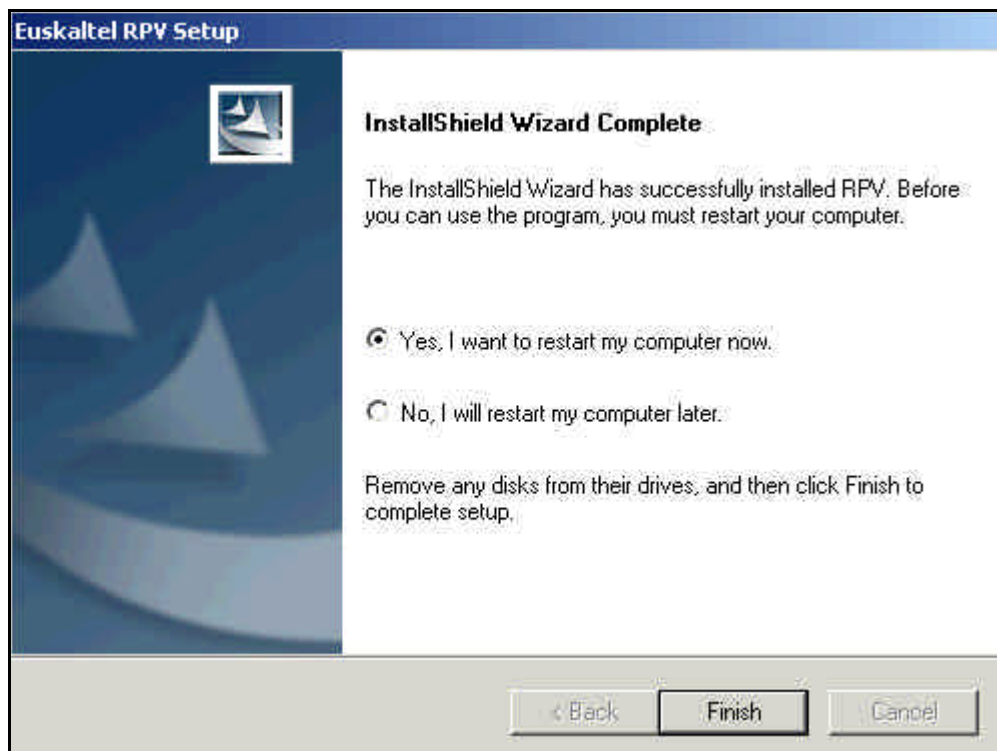 Euskaltel RPV Setup
InstallShield Wizard Complete
The InstallShield Wizard has successfully installed RPV. Before
you can use the program, you must restart your computer.
Yes, I want to restart my computer now.
No, I will restart my computer later.
Remove any disks from their drives, and then click Finish to
complete setup.
< Back Finish Cancel